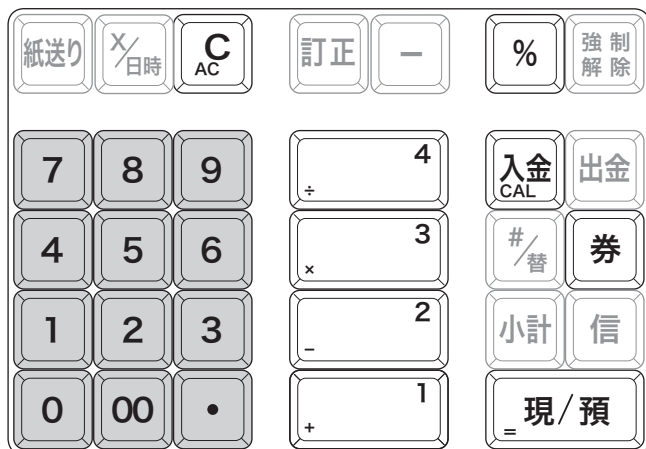 紙送り X/日時 C AC 訂正 − % 強制解除
7 8 9 4 ÷ 入金 CAL 出金
4 5 6 3 × #/替 券
1 2 3 2 − 小計 信
0 00 • 1 + = 現/預